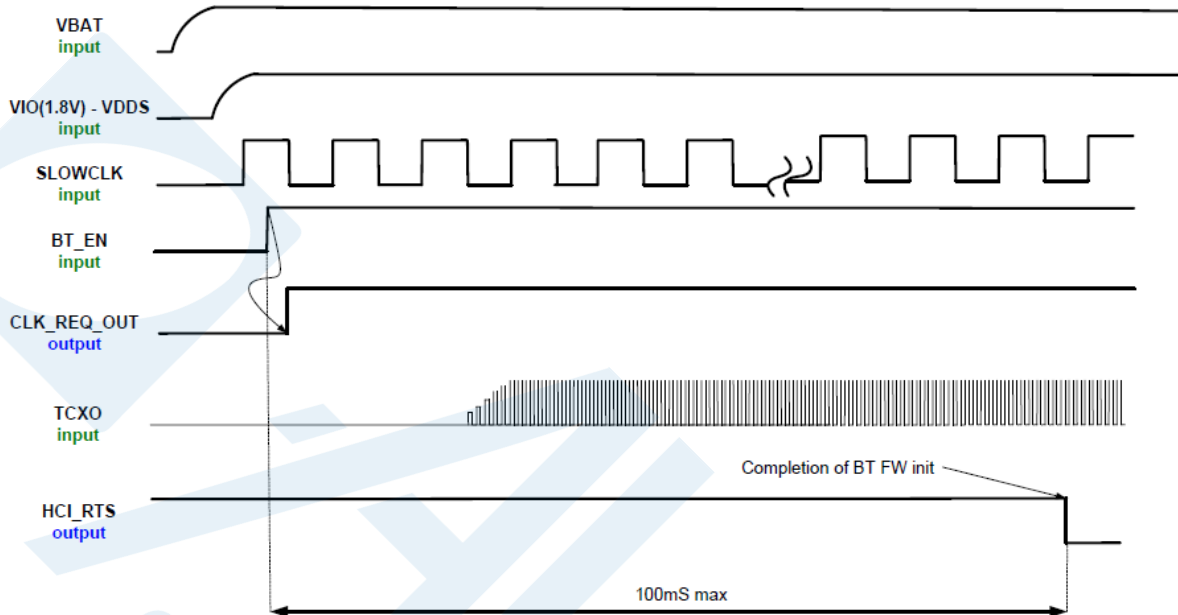 VBAT
input
VIO(1.8V) - VDDS
input
SLOWCLK
input
BT_EN
input
CLK_REQ_OUT
output
TCXO
input
Completion of BT FW init
HCI_RTS
output
100mS max